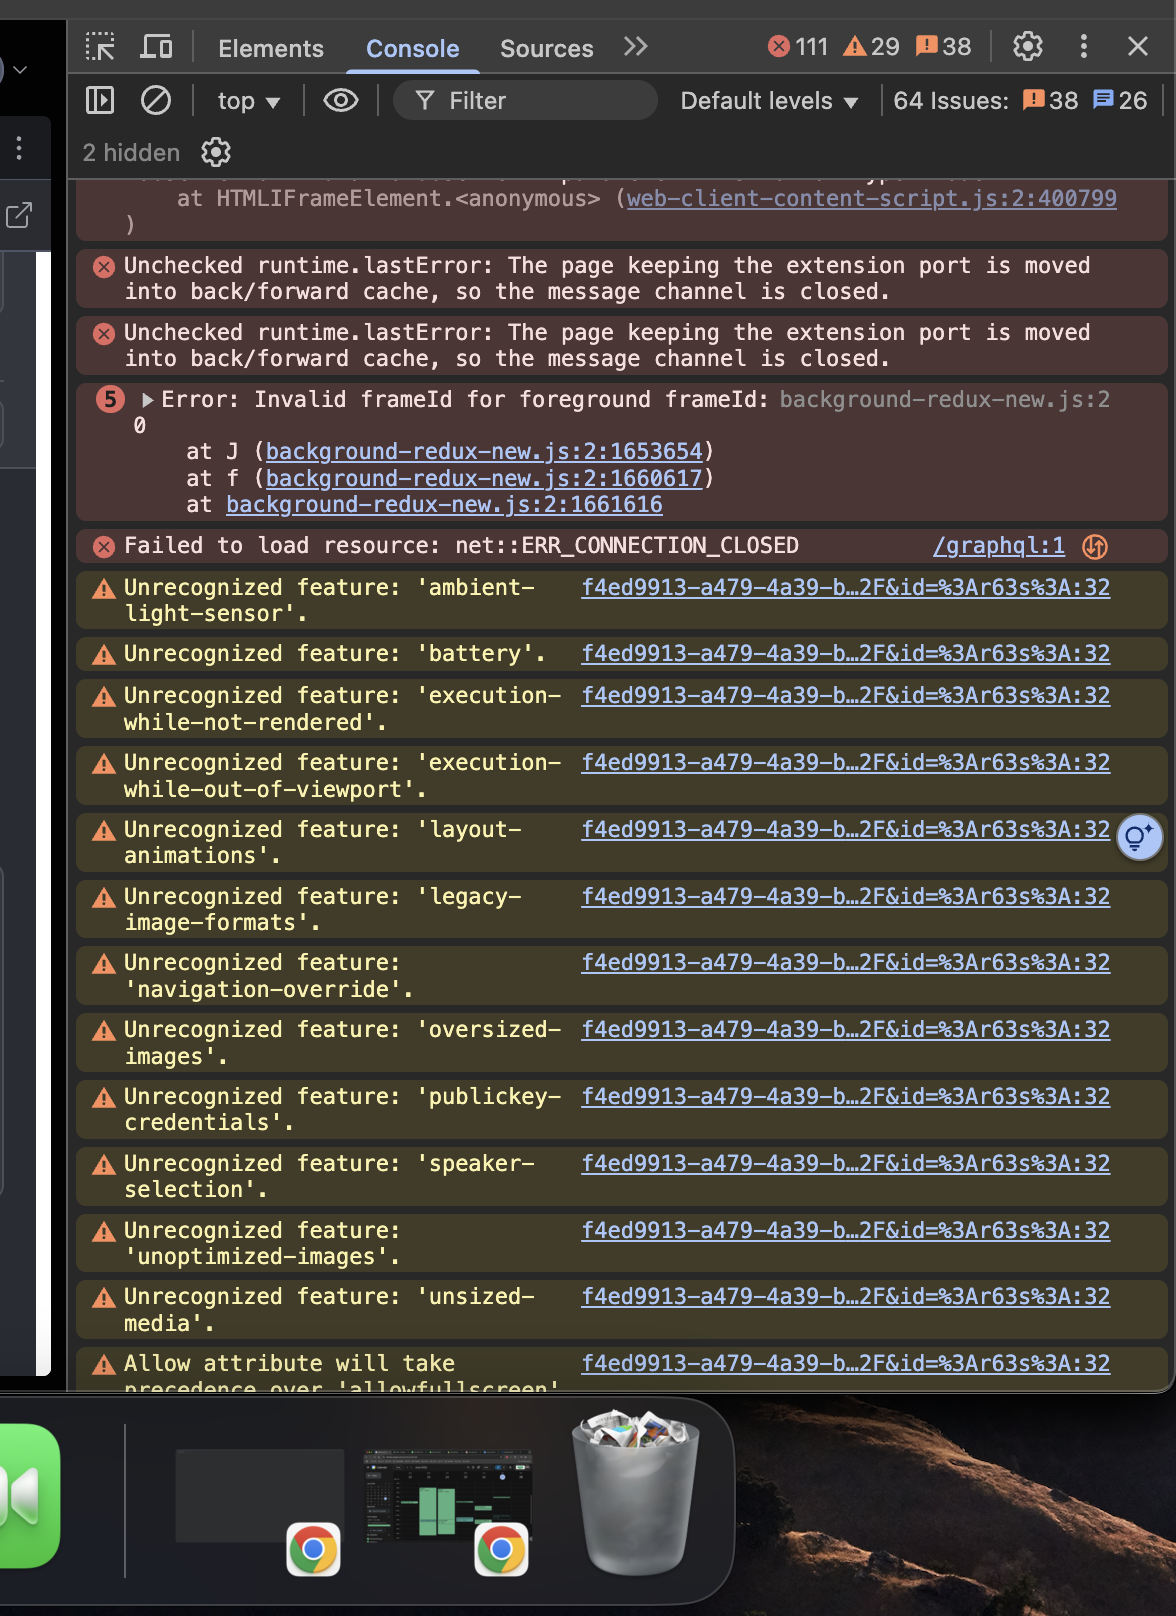 Elements
Console
Sources
111
29
38
top
Filter
Default levels
64 Issues:
38
26
2 hidden
at HTMLIFrameElement.<anonymous> (web-client-content-script.js:2:400799
)
Unchecked runtime.lastError: The page keeping the extension port is moved
into back/forward cache, so the message channel is closed.
Unchecked runtime.lastError: The page keeping the extension port is moved
into back/forward cache, so the message channel is closed.
5
Error: Invalid frameId for foreground frameId: background-redux-new.js:2
0
at J (background-redux-new.js:2:1653654)
at f (background-redux-new.js:2:1660617)
at background-redux-new.js:2:1661616
Failed to load resource: net::ERR_CONNECTION_CLOSED /graphql:1
Unrecognized feature: 'ambient- f4ed9913-a479-4a39-b…2F&id=%3Ar63s%3A:32
light-sensor'.
Unrecognized feature: 'battery'. f4ed9913-a479-4a39-b…2F&id=%3Ar63s%3A:32
Unrecognized feature: 'execution- f4ed9913-a479-4a39-b…2F&id=%3Ar63s%3A:32
while-not-rendered'.
Unrecognized feature: 'execution- f4ed9913-a479-4a39-b…2F&id=%3Ar63s%3A:32
while-out-of-viewport'.
Unrecognized feature: 'layout- f4ed9913-a479-4a39-b…2F&id=%3Ar63s%3A:32
animations'.
Unrecognized feature: 'legacy- f4ed9913-a479-4a39-b…2F&id=%3Ar63s%3A:32
image-formats'.
Unrecognized feature: f4ed9913-a479-4a39-b…2F&id=%3Ar63s%3A:32
'navigation-override'.
Unrecognized feature: 'oversized- f4ed9913-a479-4a39-b…2F&id=%3Ar63s%3A:32
images'.
Unrecognized feature: 'publickey- f4ed9913-a479-4a39-b…2F&id=%3Ar63s%3A:32
credentials'.
Unrecognized feature: 'speaker- f4ed9913-a479-4a39-b…2F&id=%3Ar63s%3A:32
selection'.
Unrecognized feature: f4ed9913-a479-4a39-b…2F&id=%3Ar63s%3A:32
'unoptimized-images'.
Unrecognized feature: 'unsized- f4ed9913-a479-4a39-b…2F&id=%3Ar63s%3A:32
media'.
Allow attribute will take f4ed9913-a479-4a39-b…2F&id=%3Ar63s%3A:32
precedence over 'allowfullscreen'